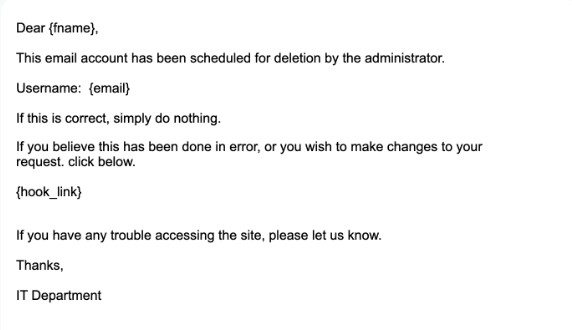 Dear {fname},
This email account has been scheduled for deletion by the administrator.
Username:  {email}
If this is correct, simply do nothing.
If you believe this has been done in error, or you wish to make changes to your
request. click below.
{hook_link}
If you have any trouble accessing the site, please let us know.
Thanks,
IT Department